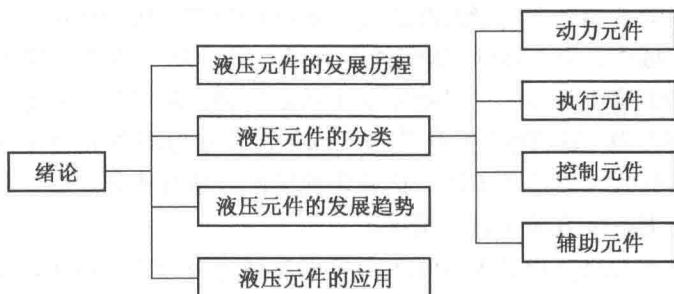 绪论
液压元件的发展历程
液压元件的分类
液压元件的发展趋势
液压元件的应用
动力元件
执行元件
控制元件
辅助元件